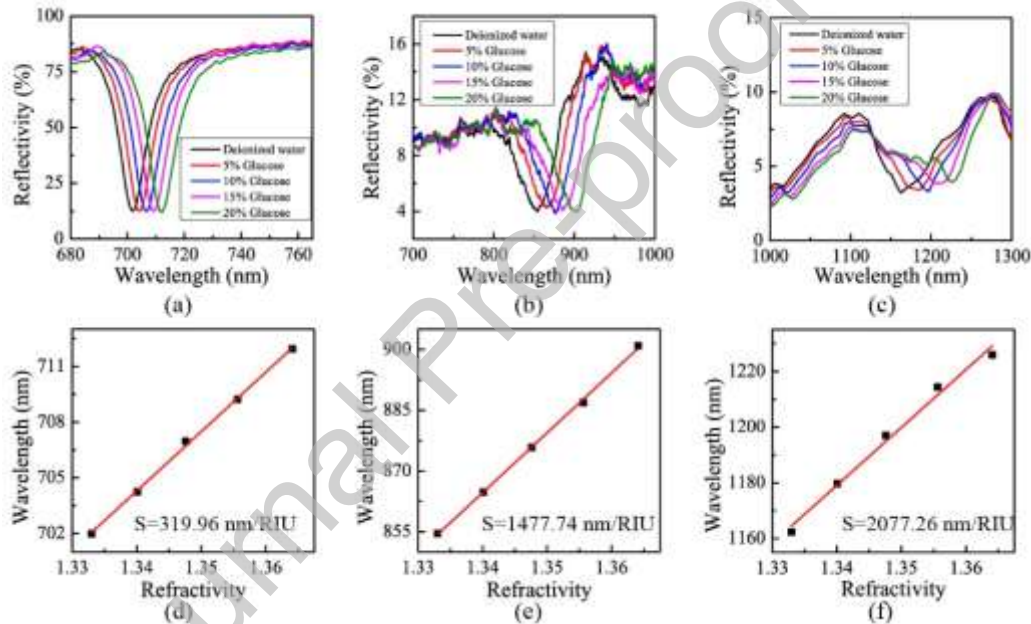 100
75
50
25
0
Reflectivity (%)
Deionized water
5% Glucose
10% Glucose
15% Glucose
20% Glucose
680 700 720 740 760
Wavelength (nm)
(a)
16
12
8
4
Reflectivity (%)
Deionized water
5% Glucose
10% Glucose
15% Glucose
20% Glucose
700 800 900 1000
Wavelength (nm)
(b)
15
10
5
0
Reflectivity (%)
Deionized water
5% Glucose
10% Glucose
15% Glucose
20% Glucose
1000 1100 1200 1300
Wavelength (nm)
(c)
711
708
705
702
Wavelength (nm)
S=319.96 nm/RIU
1.33 1.34 1.35 1.36
Refractivity
(d)
900
885
870
855
Wavelength (nm)
S=1477.74 nm/RIU
1.33 1.34 1.35 1.36
Refractivity
(e)
1220
1200
1180
1160
Wavelength (nm)
S=2077.26 nm/RIU
1.33 1.34 1.35 1.36
Refractivity
(f)
urnal Pre-proo